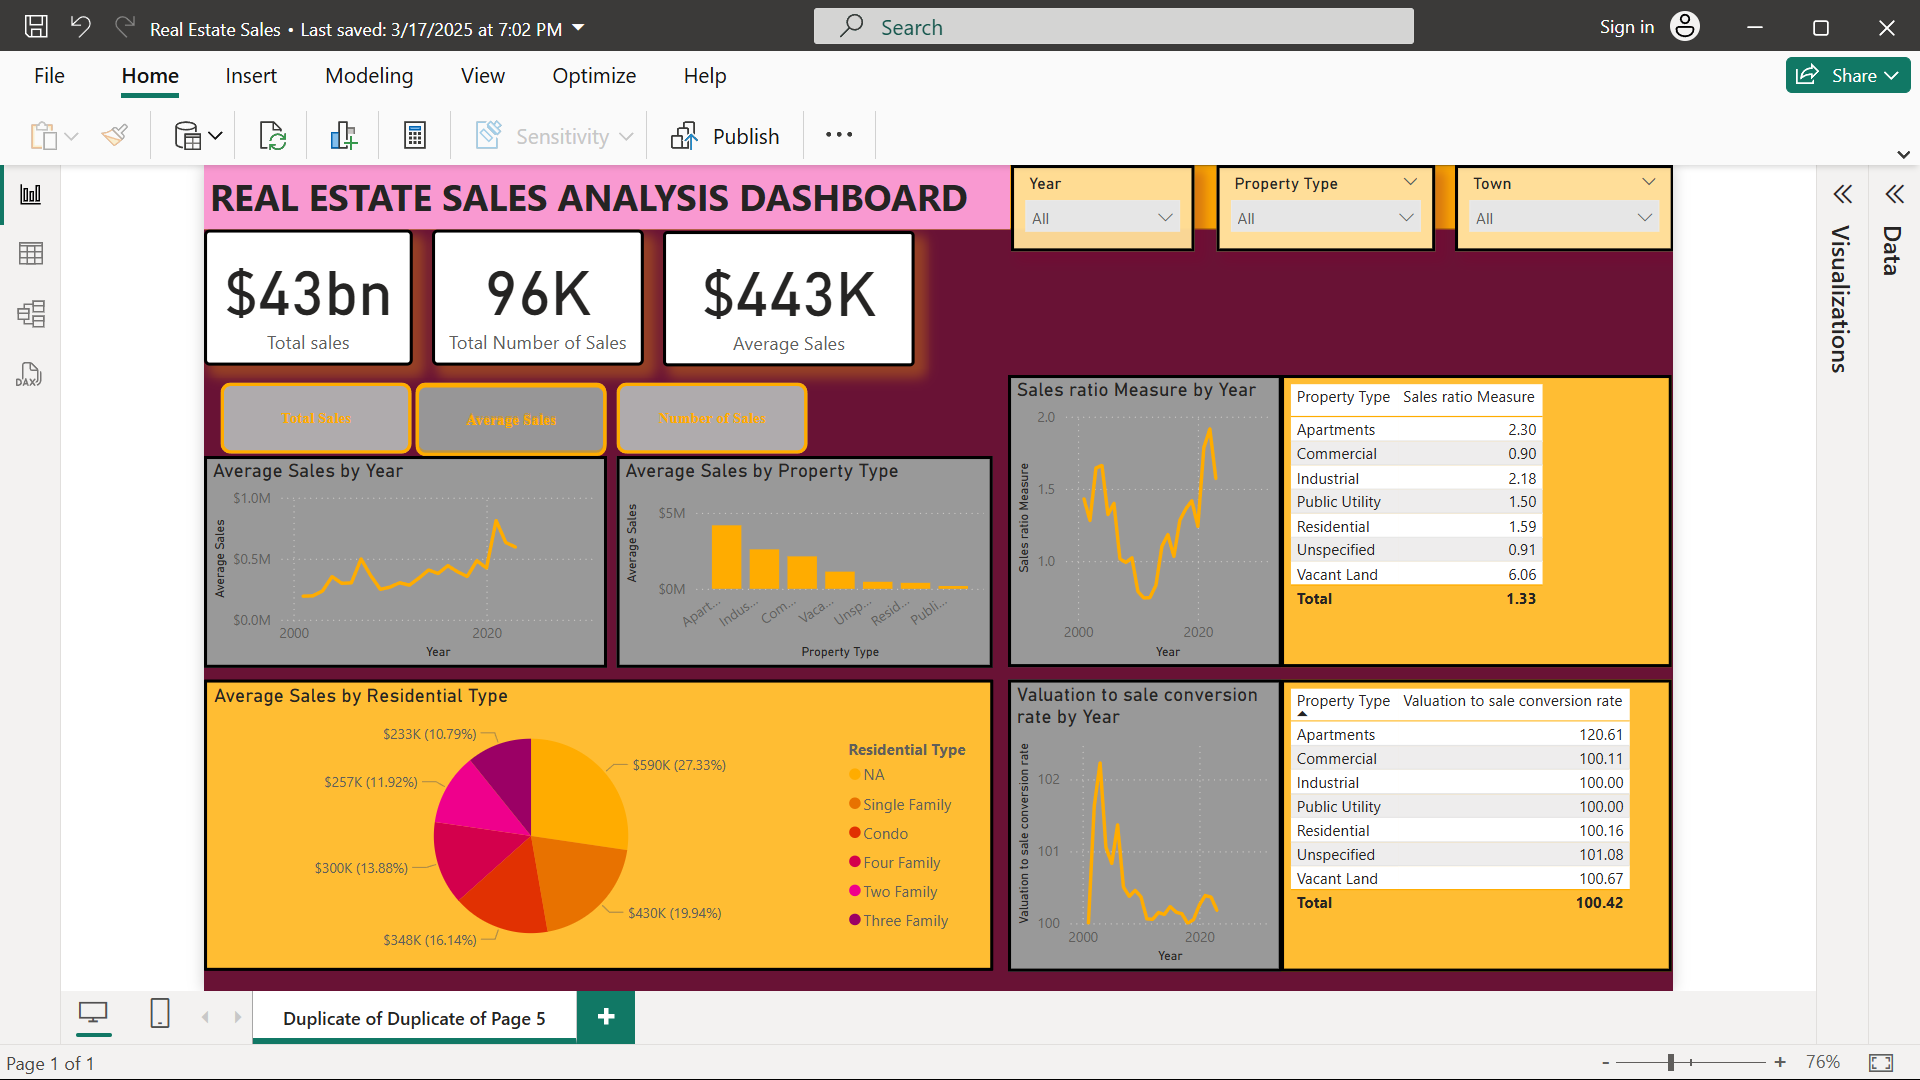 Real Estate Sales • Last saved: 3/17/2025 at 7:02 PM
Search
Sign in
File
Home
Insert
Modeling
View
Optimize
Help
Share
Sensitivity
Publish
DAX
REAL ESTATE SALES ANALYSIS DASHBOARD
Year
All
Property Type
All
Town
All
$43bn
Total sales
96K
Total Number of Sales
$443K
Average Sales
Total Sales
Average Sales
Number of Sales
Average Sales by Year
Average Sales
$1.0M
$0.5M
$0.0M
2000
2020
Year
Average Sales by Property Type
Average Sales
$5M
$0M
Apart...
Indus...
Com...
Vaca...
Unsp...
Resid...
Publi...
Property Type
Sales ratio Measure by Year
Sales ratio Measure
2.0
1.5
1.0
2000
2020
Year
Property Type Sales ratio Measure
Apartments 2.30
Commercial 0.90
Industrial 2.18
Public Utility 1.50
Residential 1.59
Unspecified 0.91
Vacant Land 6.06
Total 1.33
Average Sales by Residential Type
$233K (10.79%)
$590K (27.33%)
$257K (11.92%)
$300K (13.88%)
$430K (19.94%)
$348K (16.14%)
Residential Type
NA
Single Family
Condo
Four Family
Two Family
Three Family
Valuation to sale conversion
rate by Year
Valuation to sale conversion rate
102
101
100
2000
2020
Year
Property Type Valuation to sale conversion rate
Apartments 120.61
Commercial 100.11
Industrial 100.00
Public Utility 100.00
Residential 100.16
Unspecified 101.08
Vacant Land 100.67
Total 100.42
Visualizations
Data
Duplicate of Duplicate of Page 5
Page 1 of 1
76%